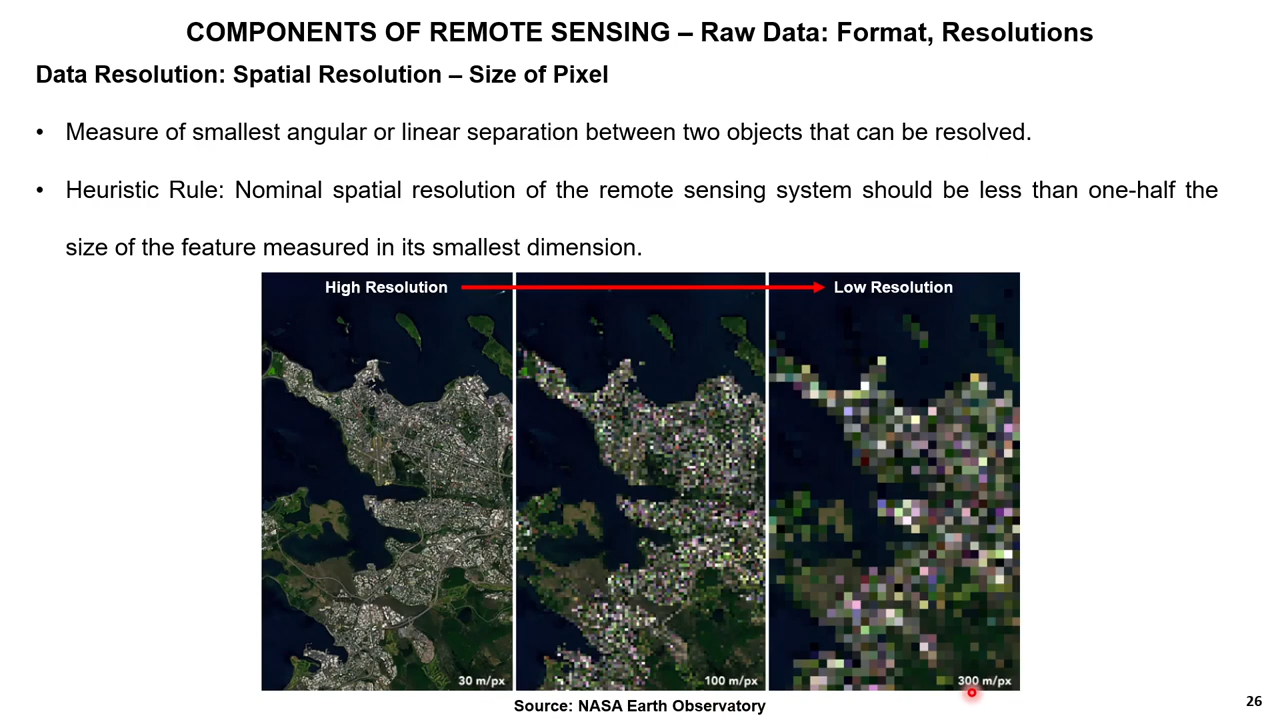 COMPONENTS OF REMOTE SENSING – Raw Data: Format, Resolutions
Data Resolution: Spatial Resolution – Size of Pixel
• Measure of smallest angular or linear separation between two objects that can be resolved.
• Heuristic Rule: Nominal spatial resolution of the remote sensing system should be less than one-half the
size of the feature measured in its smallest dimension.
High Resolution
Low Resolution
30 m/px
100 m/px
300 m/px
Source: NASA Earth Observatory
26